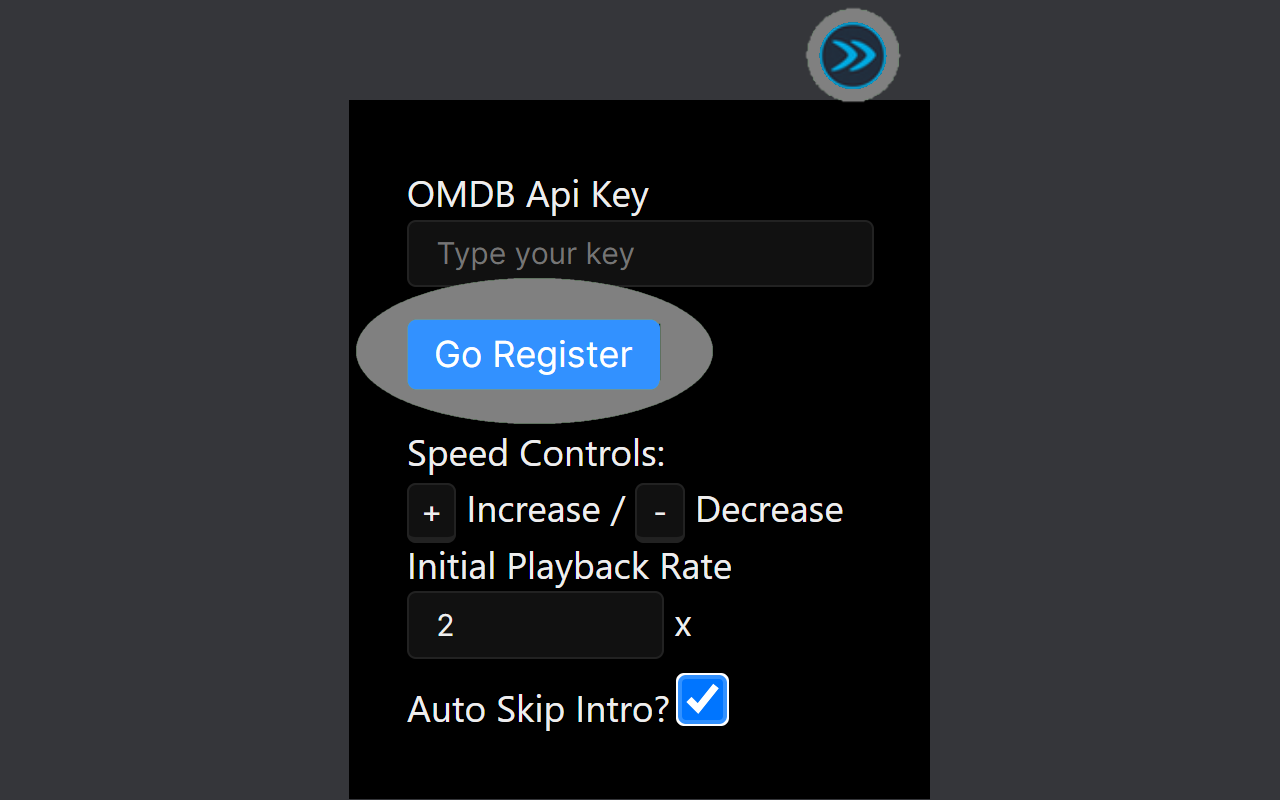 OMDB Api Key
Type your key
Go Register
Speed Controls:
+ Increase / - Decrease
Initial Playback Rate
2 x
Auto Skip Intro?